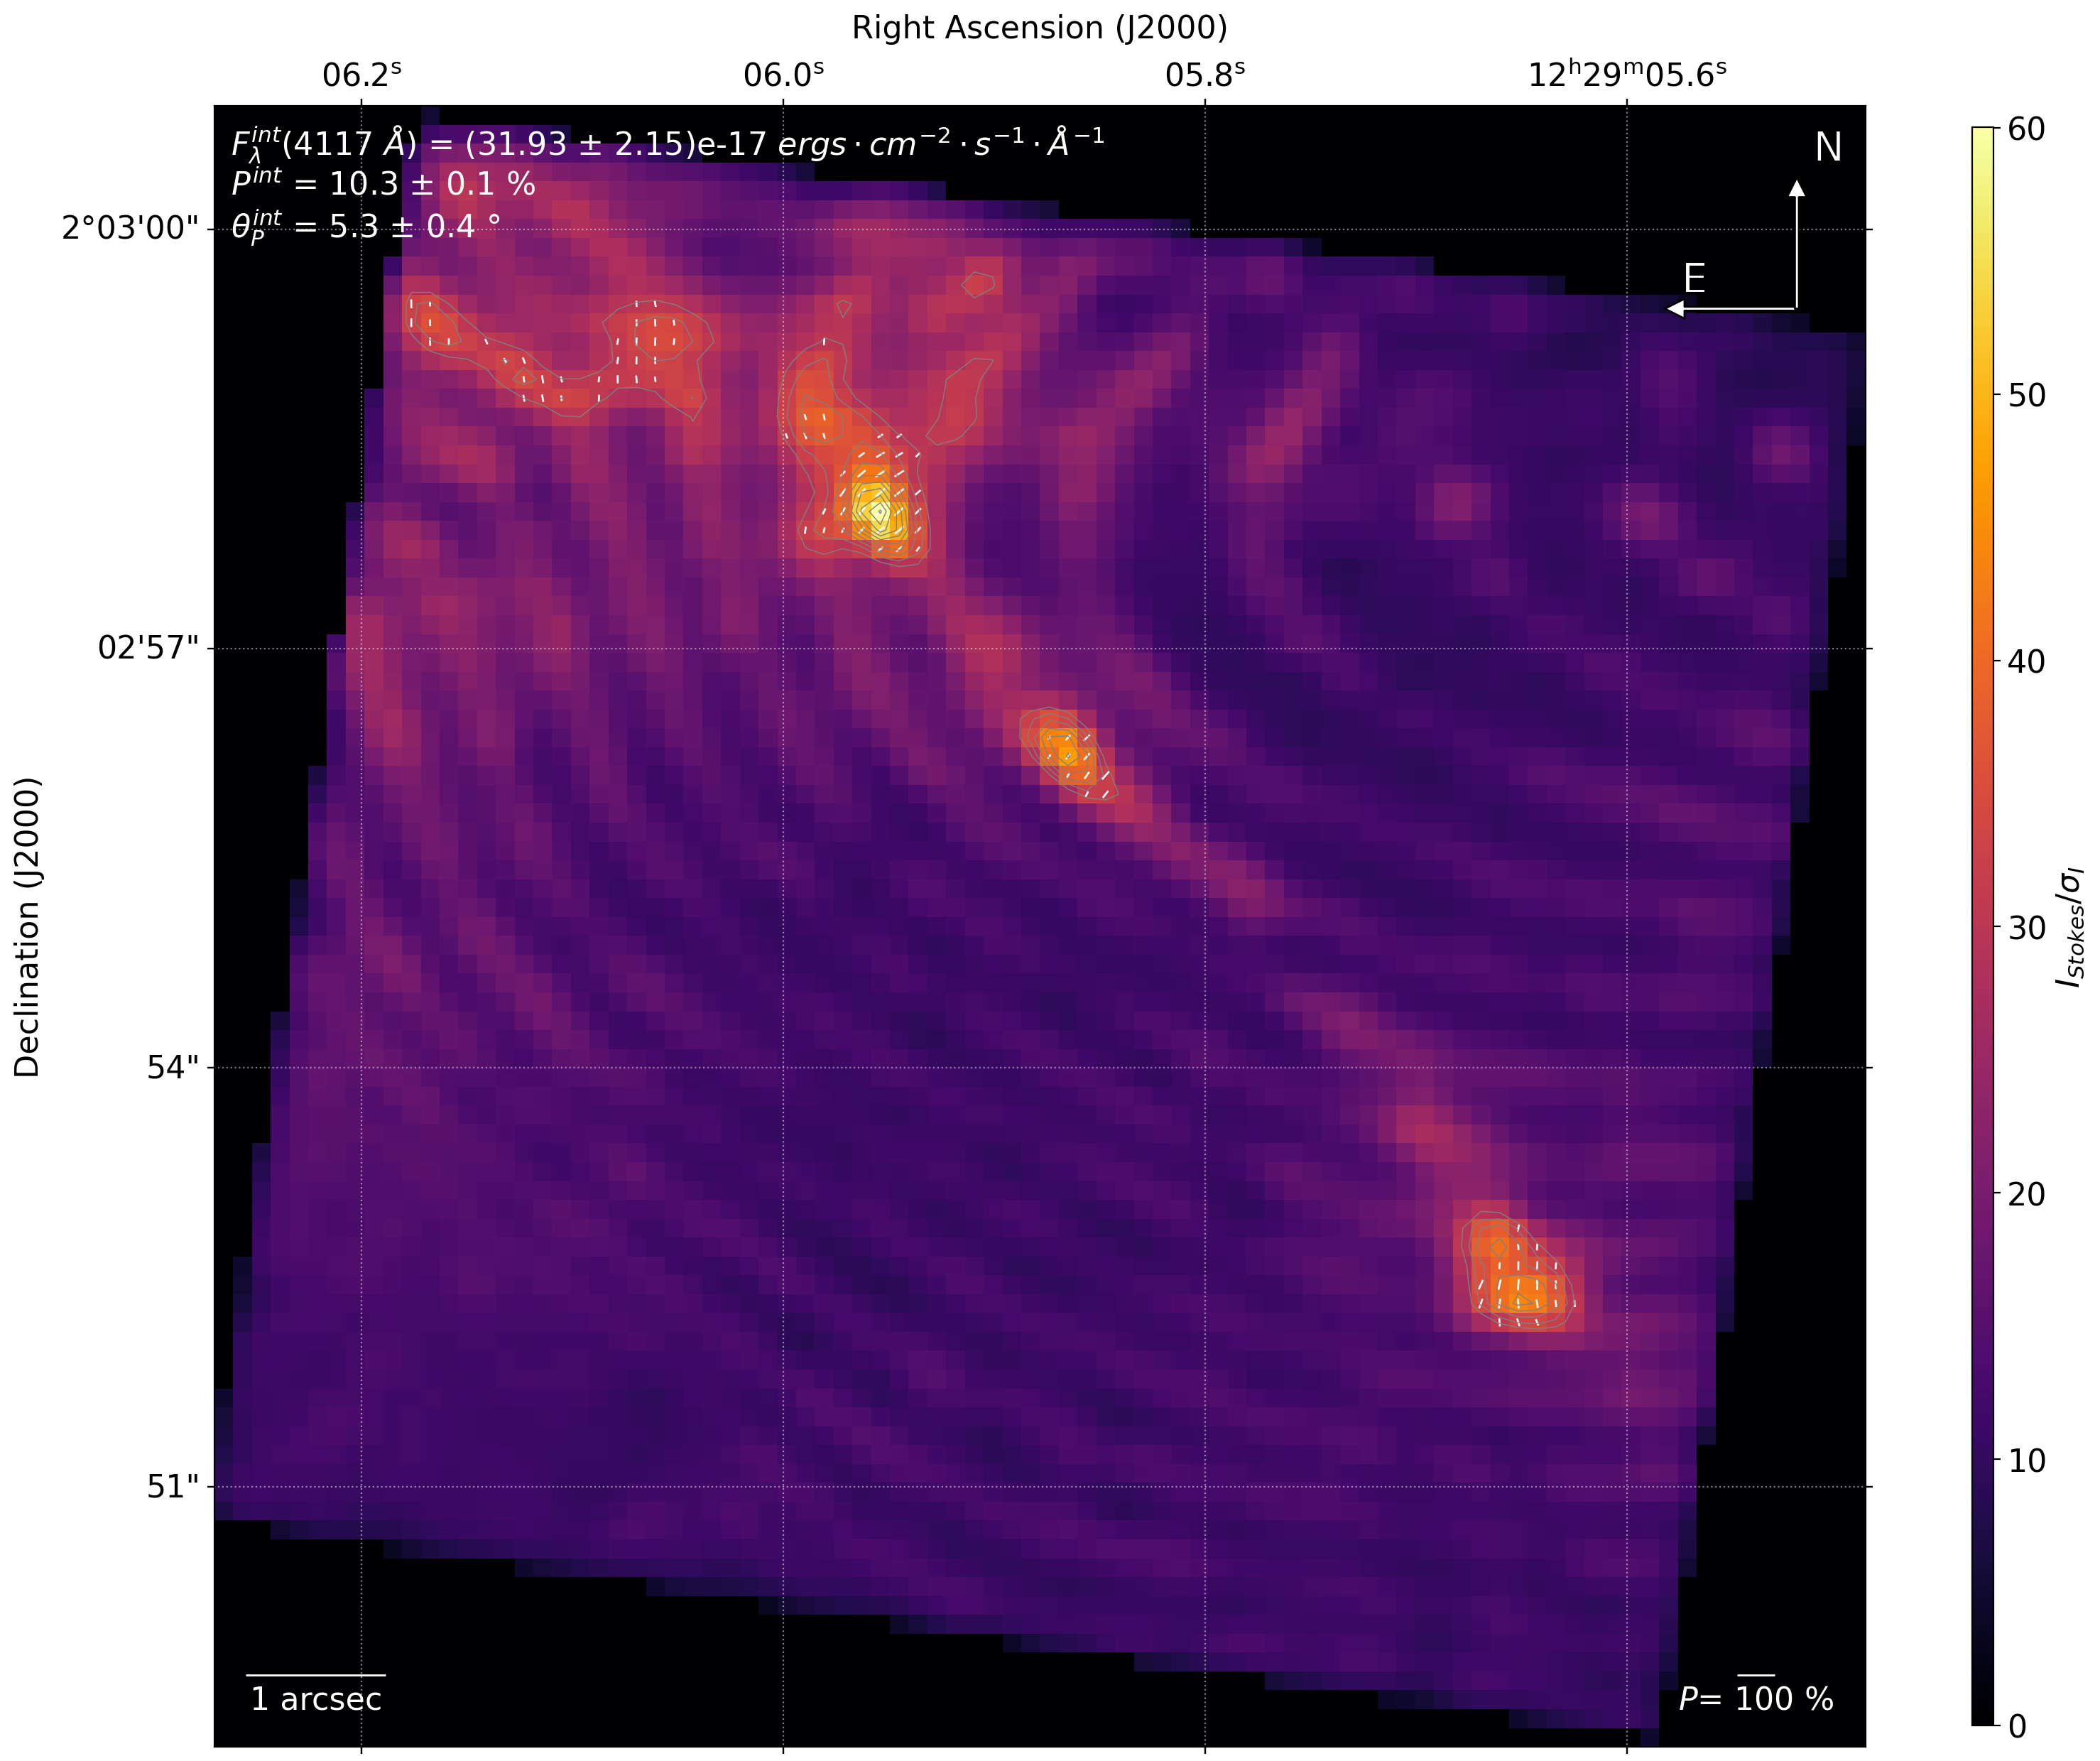 Right Ascension (J2000)
06.2ˢ 06.0ˢ 05.8ˢ 12ʰ29ᵐ05.6ˢ
F_λ^int(4117 Å) = (31.93 ± 2.15)e-17 ergs · cm⁻² · s⁻¹ · Å⁻¹
P^int = 10.3 ± 0.1 %
θ_P^int = 5.3 ± 0.4 °
N
E
2°03'00"
02'57"
54"
51"
Declination (J2000)
1 arcsec
P= 100 %
60
50
40
30
20
10
0
I_Stokes/σ_I